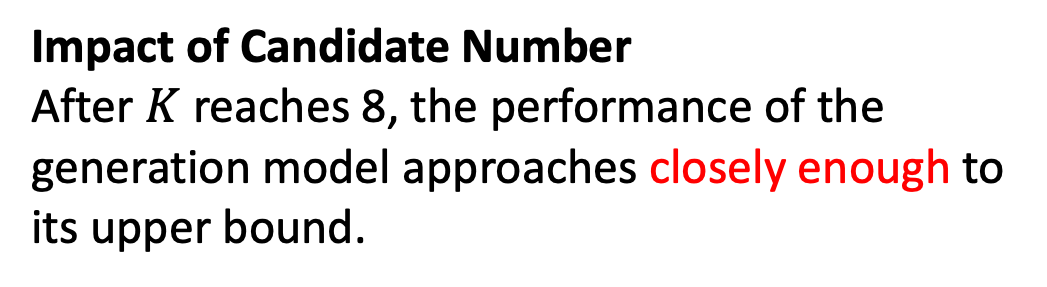 Impact of Candidate Number
After K reaches 8, the performance of the
generation model approaches closely enough to
its upper bound.